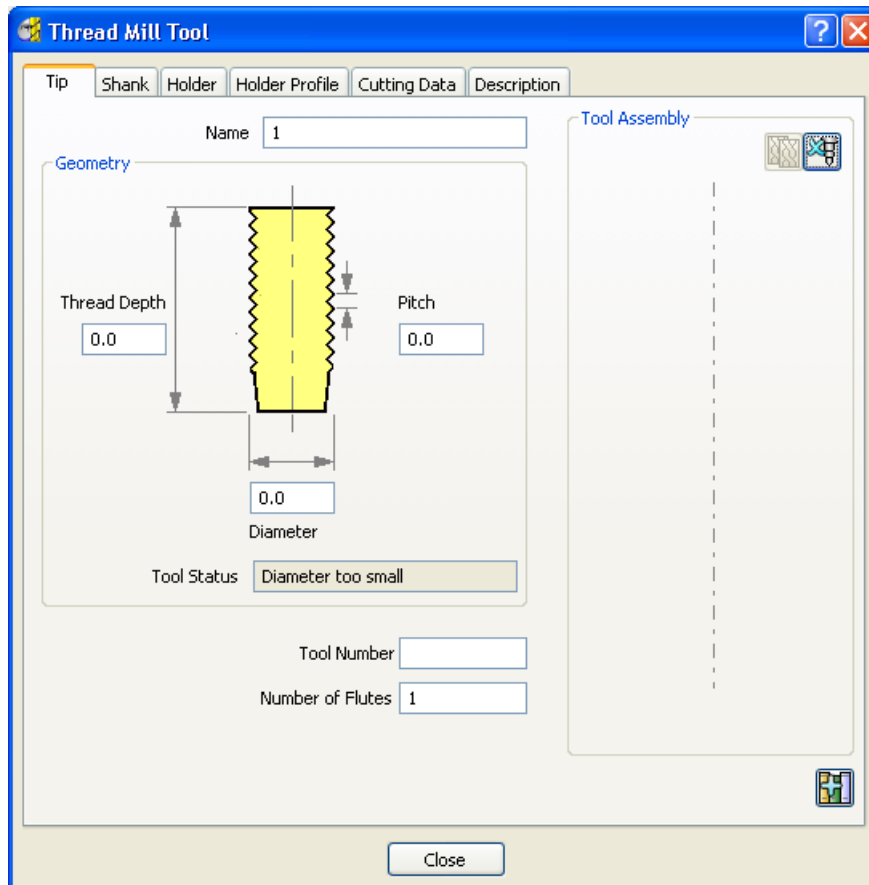 Thread Mill Tool
Tip Shank Holder Holder Profile Cutting Data Description
Name 1
Tool Assembly
Geometry
Thread Depth
0.0
Pitch
0.0
0.0
Diameter
Tool Status Diameter too small
Tool Number
Number of Flutes 1
Close